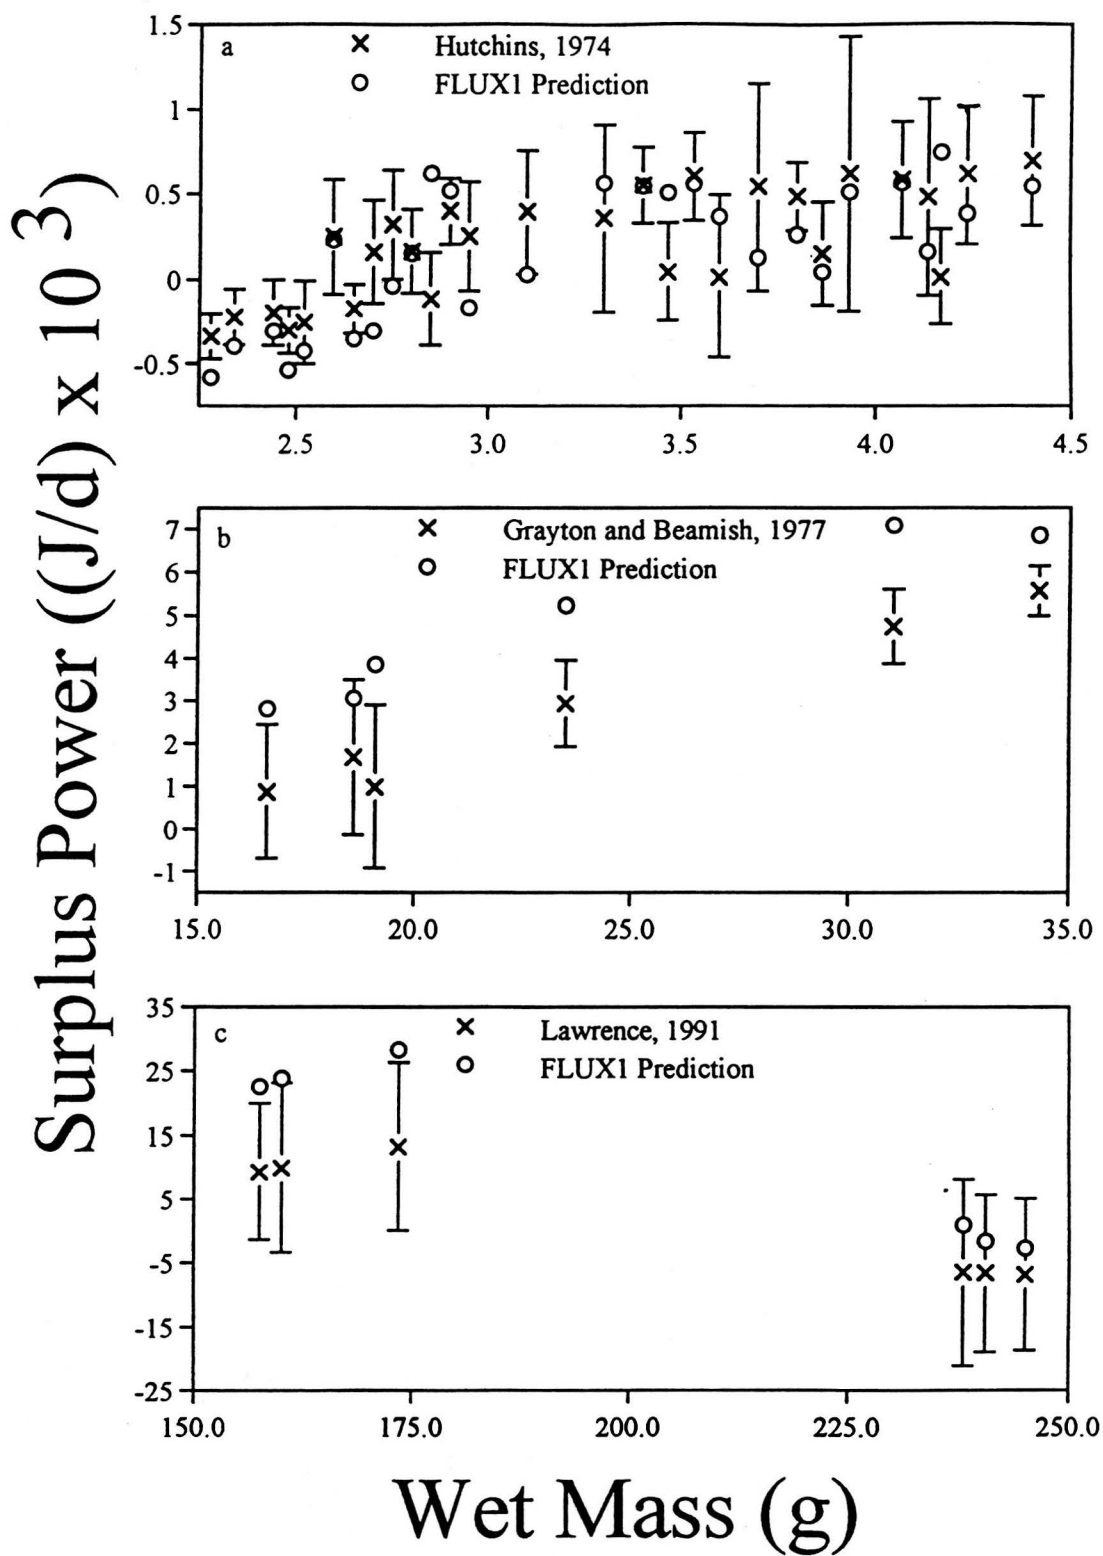 Surplus Power ((J/d) x 10 3)
a
Hutchins, 1974
FLUX1 Prediction
1.5
1
0.5
0
-0.5
2.5 3.0 3.5 4.0 4.5
b
Grayton and Beamish, 1977
FLUX1 Prediction
7
6
5
4
3
2
1
0
-1
15.0 20.0 25.0 30.0 35.0
c
Lawrence, 1991
FLUX1 Prediction
35
25
15
5
-5
-15
-25
150.0 175.0 200.0 225.0 250.0
Wet Mass (g)